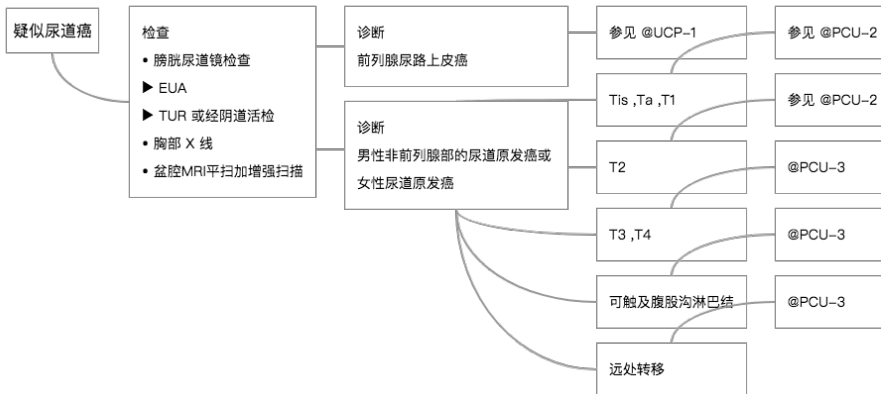 疑似尿道癌
检查
• 膀胱尿道镜检查
▶ EUA
▶ TUR 或经阴道活检
• 胸部 X 线
• 盆腔MRI平扫加增强扫描
诊断
前列腺尿路上皮癌
诊断
男性非前列腺部的尿道原发癌或
女性尿道原发癌
参见 @UCP-1
Tis ,Ta ,T1
T2
T3 ,T4
可触及腹股沟淋巴结
远处转移
参见 @PCU-2
参见 @PCU-2
@PCU-3
@PCU-3
@PCU-3